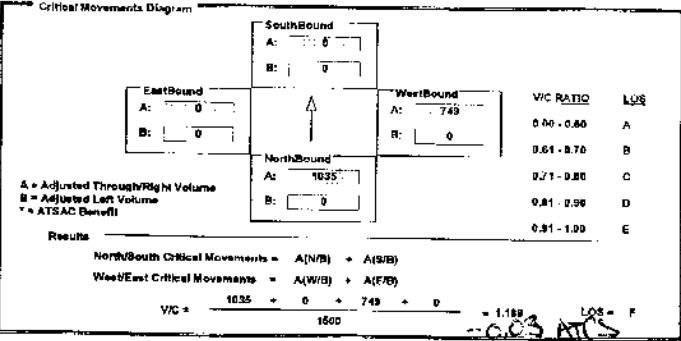 Critical Movements Diagram
SouthBound
A: 0
B: 0
EastBound
A: 0
B: 0
WestBound
A: 749
B: 0
NorthBound
A: 1035
B: 0
V/C RATIO LOS
0.00 - 0.60 A
0.61 - 0.70 B
0.71 - 0.80 C
0.81 - 0.90 D
0.91 - 1.00 E
A = Adjusted Through/Right Volume
B = Adjusted Left Volume
* = ATSAC Benefit
Results
North/South Critical Movements = A(N/B) + A(S/B)
West/East Critical Movements = A(W/B) + A(E/B)
V/C = 1035 + 0 + 749 + 0 = 1.189 LOS = F
1500
- 0.03 ATCS